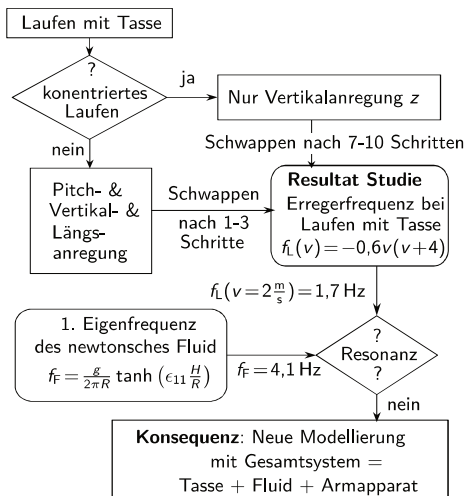 Laufen mit Tasse
?
konentriertes
Laufen
ja
Nur Vertikalanregung z
nein
Schwappen nach 7-10 Schritten
Pitch- &
Vertikal- &
Längs-
anregung
Schwappen
nach 1-3
Schritte
Resultat Studie
Erregerfrequenz bei
Laufen mit Tasse
f_L(v)=−0,6v(v+4)
f_L(v=2 m/s)=1,7 Hz
1. Eigenfrequenz
des newtonsches Fluid
f_F = g/(2πR) tanh (ϵ_11 H/R)
f_F=4,1 Hz
?
Resonanz
?
nein
Konsequenz: Neue Modellierung
mit Gesamtsystem =
Tasse + Fluid + Armapparat